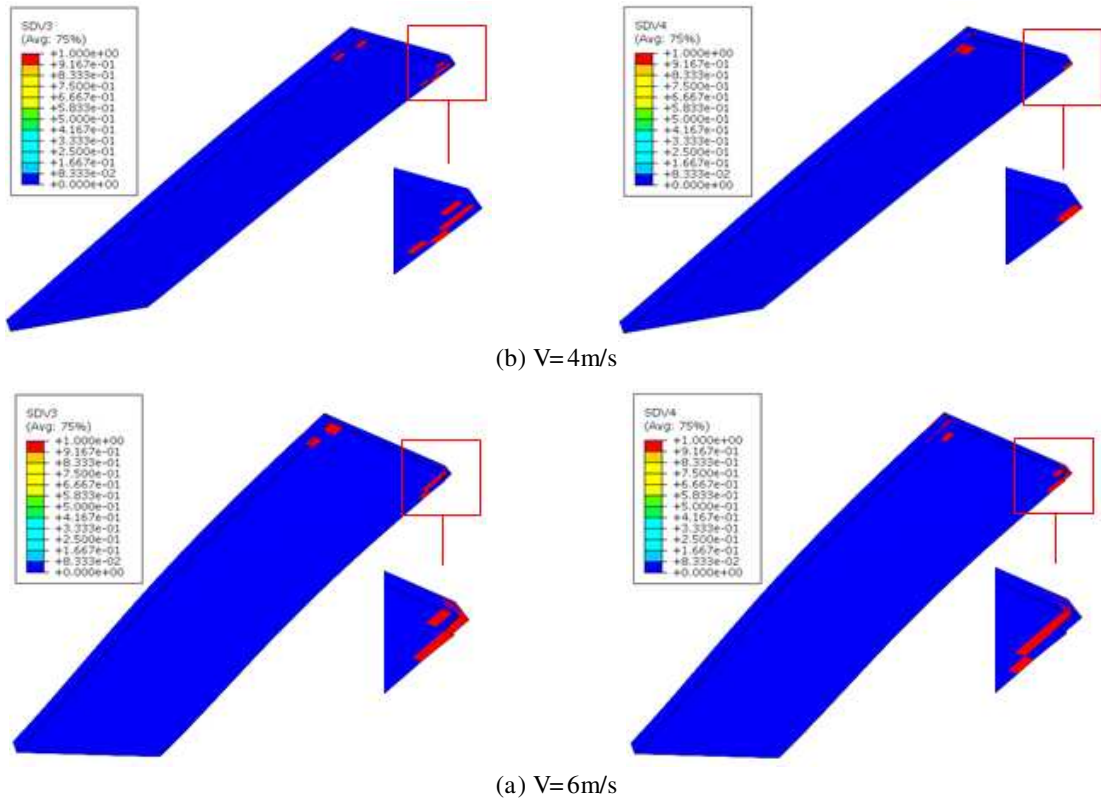 SDV3
(Avg: 75%)
+1.000e+00
+9.167e-01
+8.333e-01
+7.500e-01
+6.667e-01
+5.833e-01
+5.000e-01
+4.167e-01
+3.333e-01
+2.500e-01
+1.667e-01
+8.333e-02
+0.000e+00
SDV4
(Avg: 75%)
+1.000e+00
+9.167e-01
+8.333e-01
+7.500e-01
+6.667e-01
+5.833e-01
+5.000e-01
+4.167e-01
+3.333e-01
+2.500e-01
+1.667e-01
+8.333e-02
+0.000e+00
(b) V=4m/s
SDV3
(Avg: 75%)
+1.000e+00
+9.167e-01
+8.333e-01
+7.500e-01
+6.667e-01
+5.833e-01
+5.000e-01
+4.167e-01
+3.333e-01
+2.500e-01
+1.667e-01
+8.333e-02
+0.000e+00
SDV4
(Avg: 75%)
+1.000e+00
+9.167e-01
+8.333e-01
+7.500e-01
+6.667e-01
+5.833e-01
+5.000e-01
+4.167e-01
+3.333e-01
+2.500e-01
+1.667e-01
+8.333e-02
+0.000e+00
(a) V=6m/s